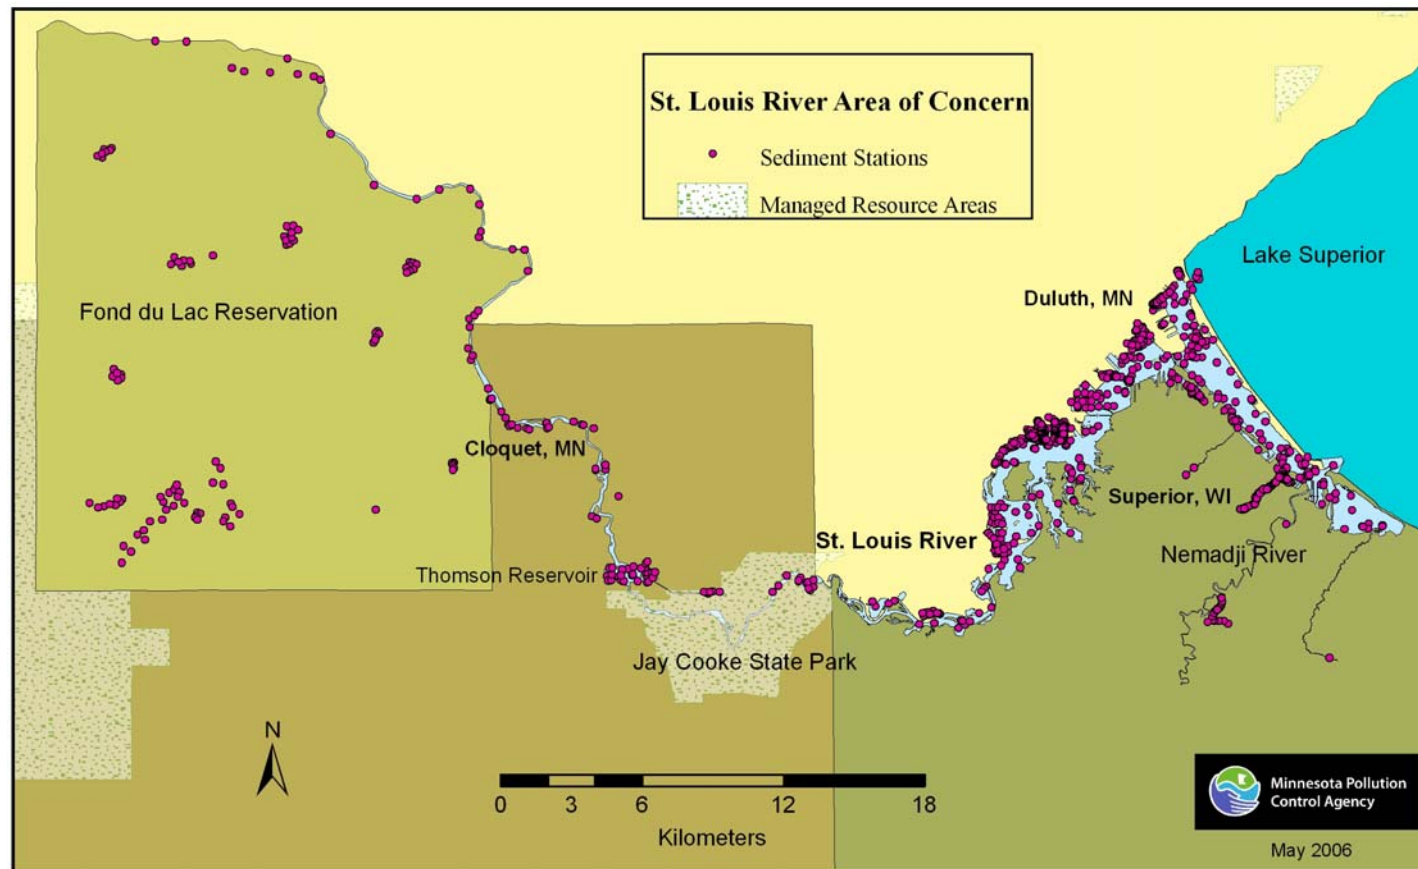 St. Louis River Area of Concern
Sediment Stations
Managed Resource Areas
Lake Superior
Duluth, MN
Fond du Lac Reservation
Cloquet, MN
Superior, WI
St. Louis River
Nemadji River
Thomson Reservoir
Jay Cooke State Park
N
0 3 6 12 18
Kilometers
Minnesota Pollution
Control Agency
May 2006